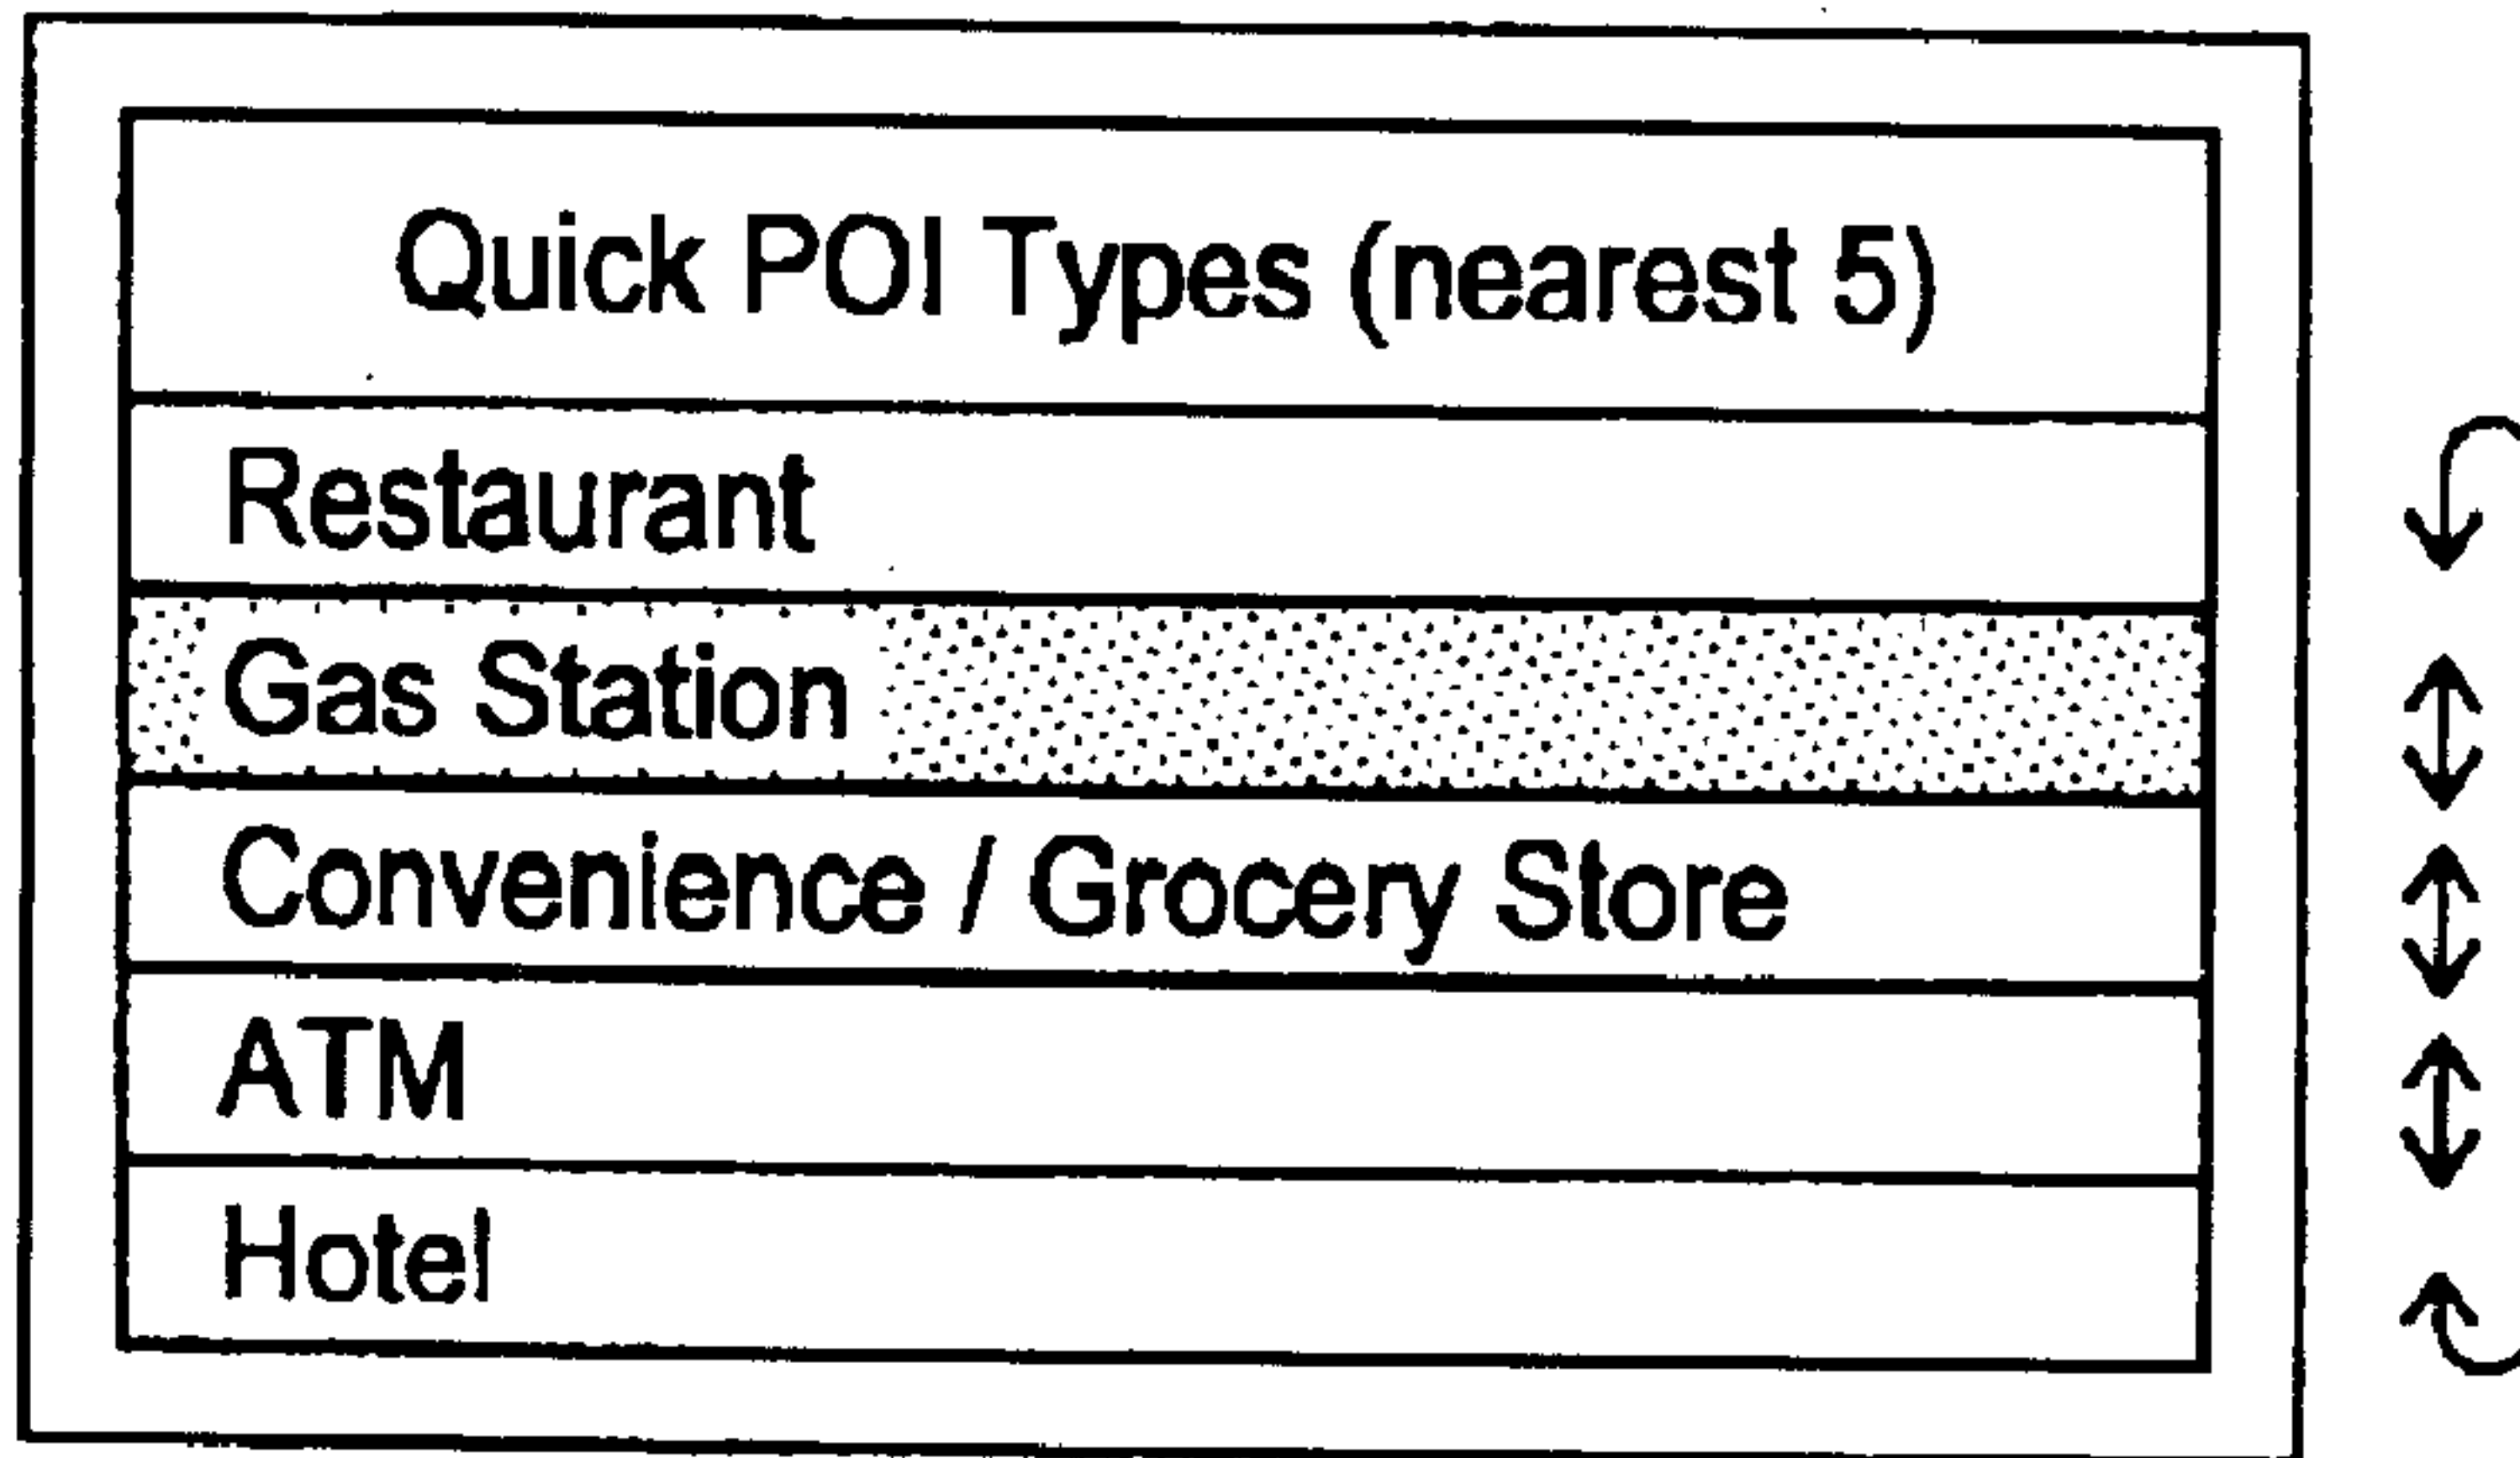 Quick POI Types (nearest 5)
Restaurant
Gas Station
Convenience / Grocery Store
ATM
Hotel